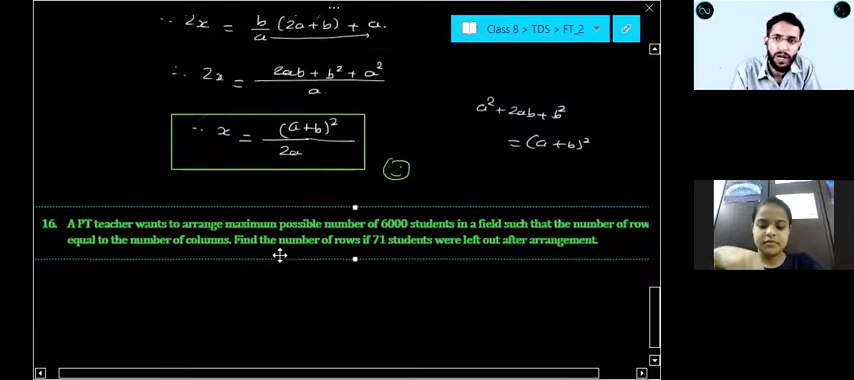 ∴ 2x = b/a (2a+b) + a.
Class 8 > TDS > FT_2
∴ 2x = (2ab + b² + a²)/a
a² + 2ab + b²
= (a + b)²
∴ x = (a+b)²/2a
16. A PT teacher wants to arrange maximum possible number of 6000 students in a field such that the number of row
equal to the number of columns. Find the number of rows if 71 students were left out after arrangement.